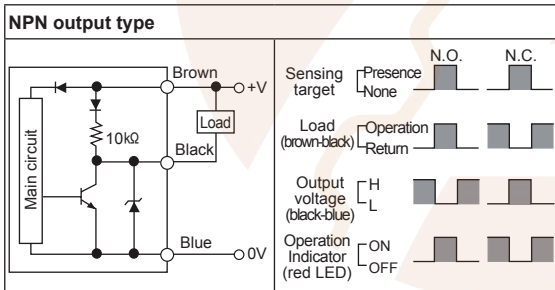 NPN output type
Main circuit
10kΩ
Brown
+V
Load
Black
Blue
0V
N.O.
N.C.
Sensing target
Presence
None
Load
(brown-black)
Operation
Return
Output voltage
(black-blue)
H
L
Operation
Indicator
(red LED)
ON
OFF